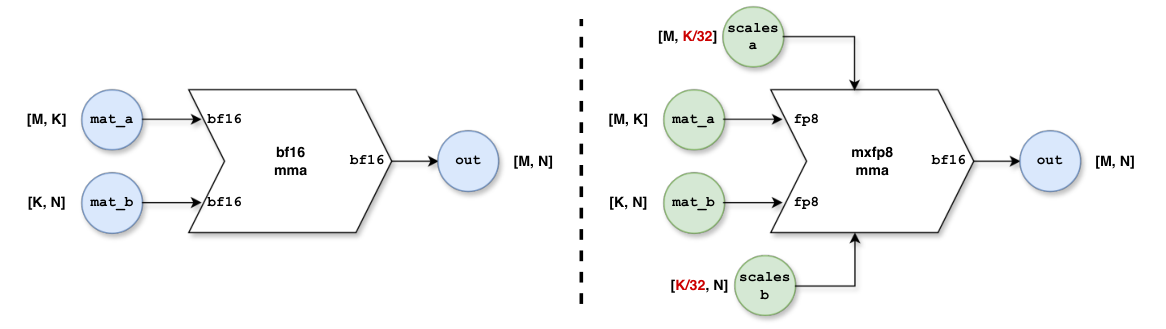 [M, K]
mat_a
bf16
bf16
mma
bf16
out
[M, N]
[K, N]
mat_b
bf16
[M, K/32]
scales
a
[M, K]
mat_a
fp8
mxfp8
mma
bf16
out
[M, N]
[K, N]
mat_b
fp8
[K/32, N]
scales
b